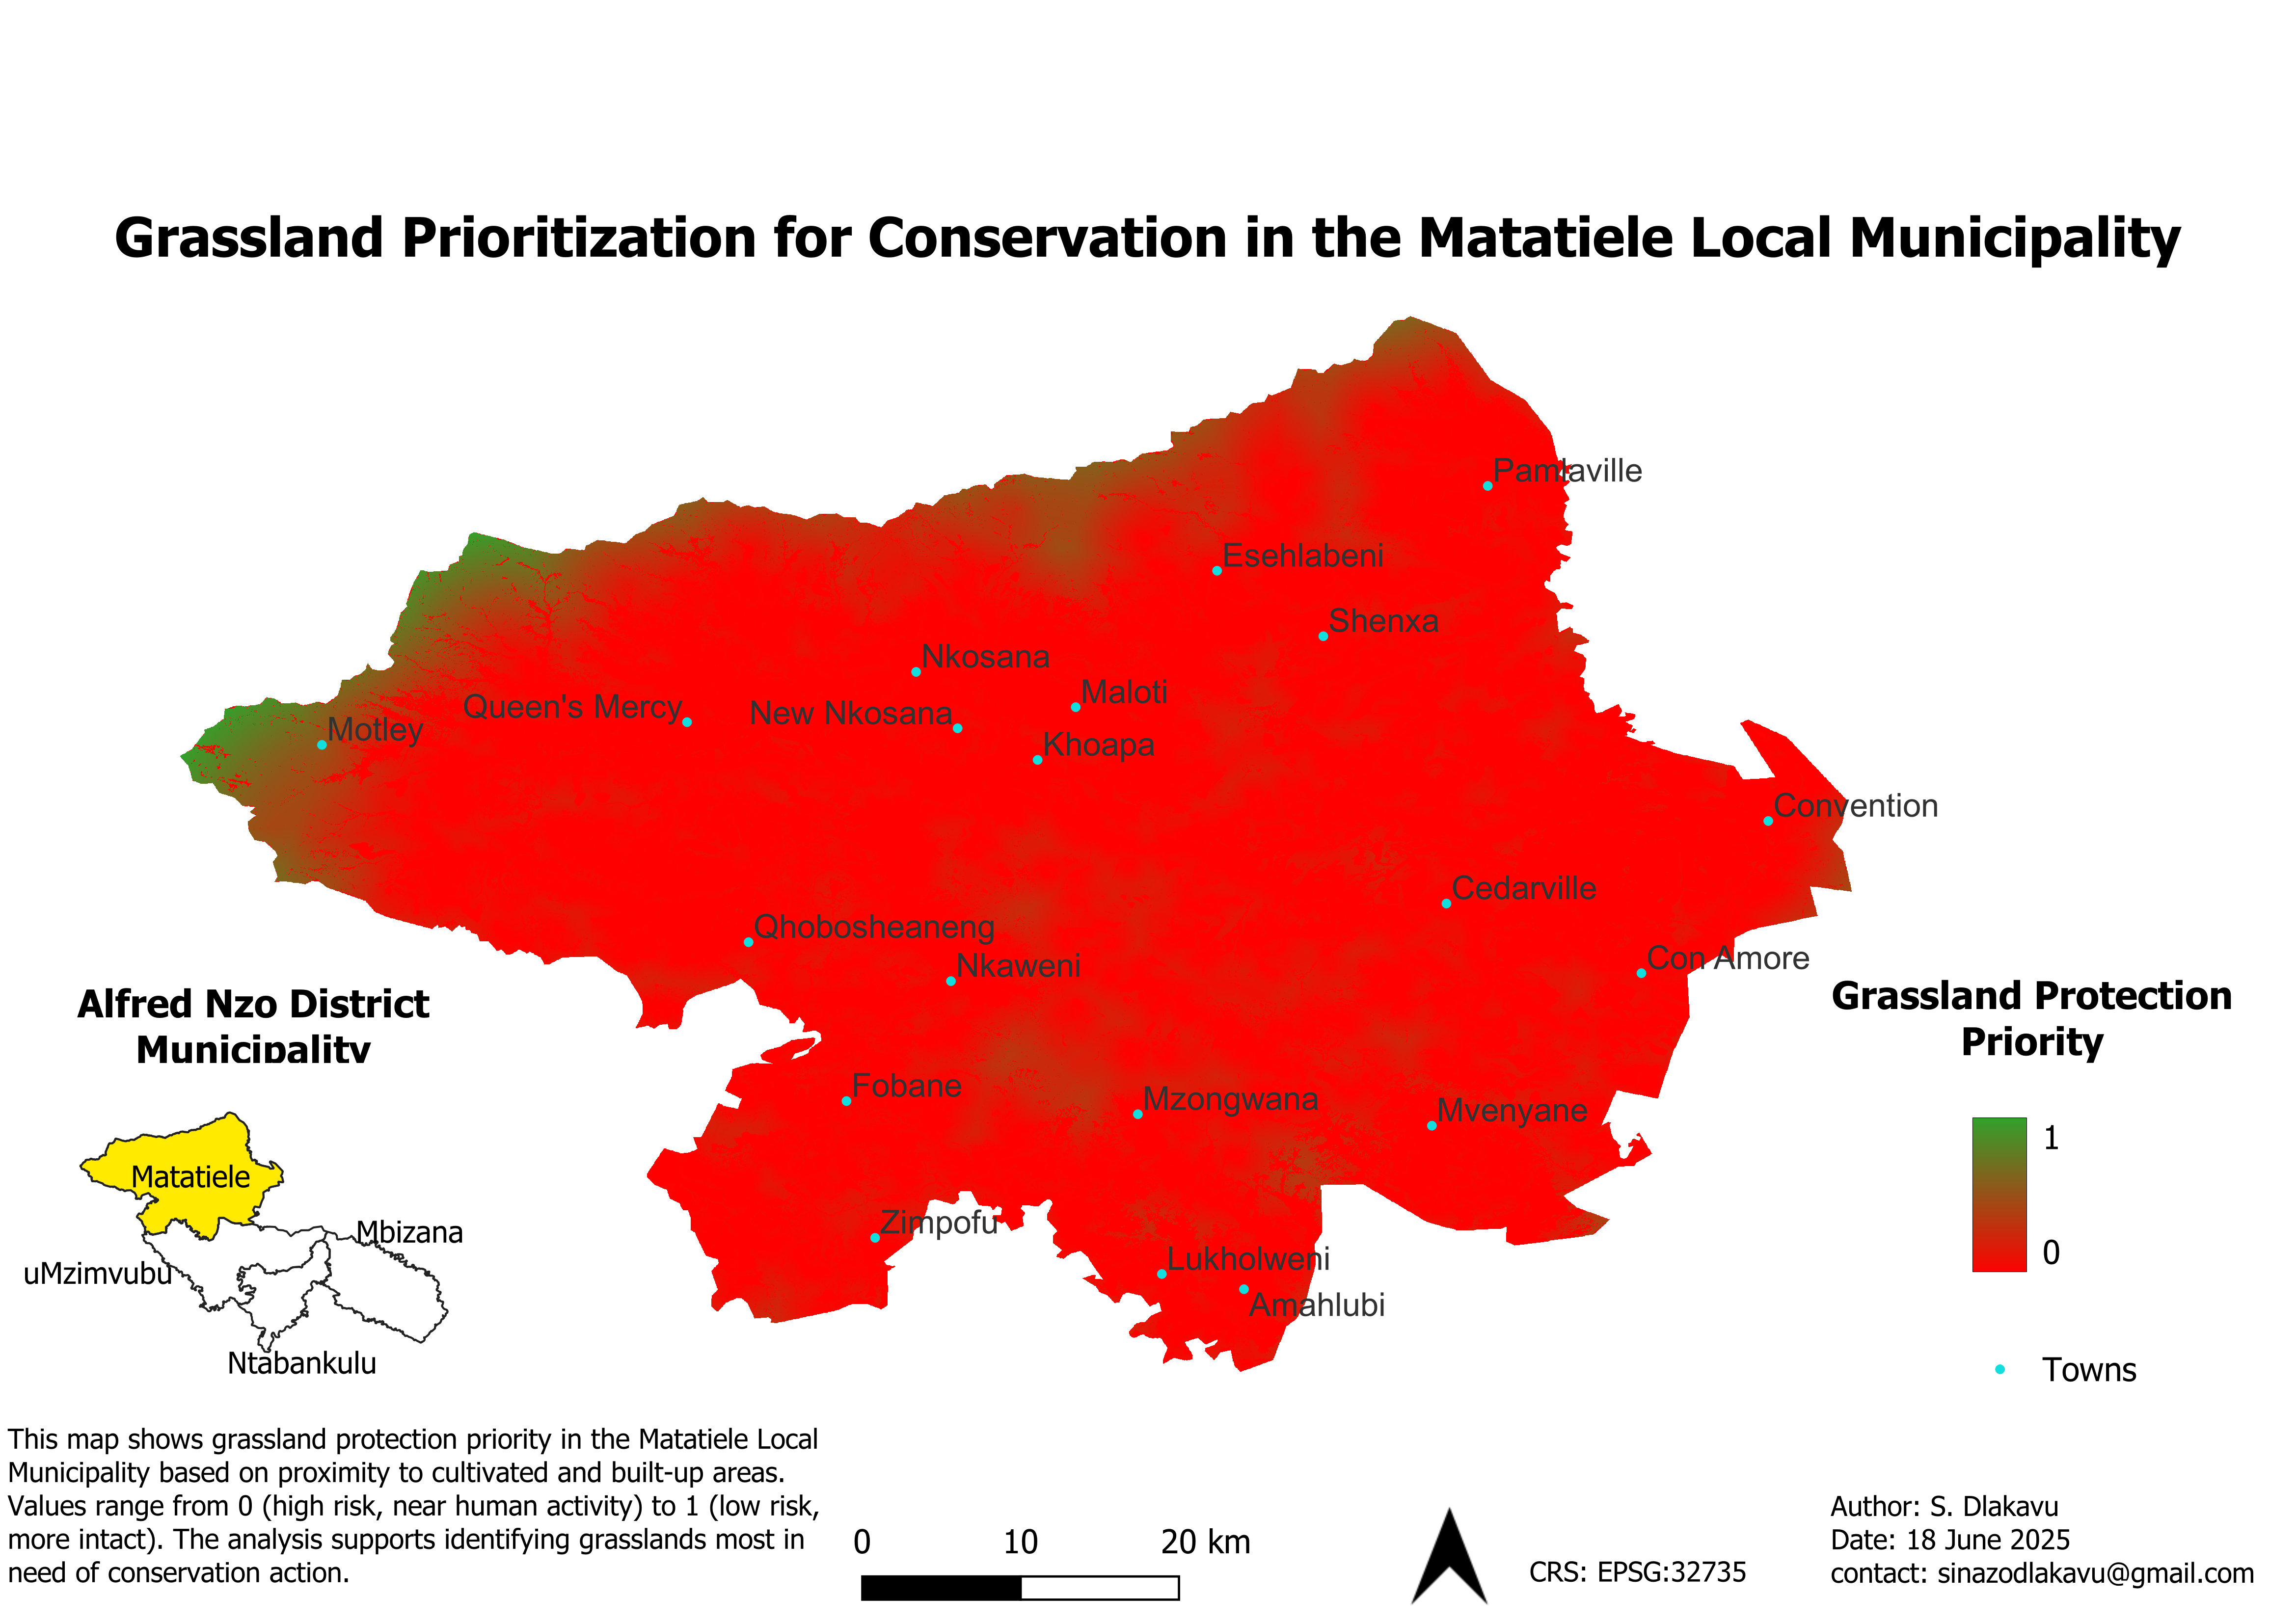 Grassland Prioritization for Conservation in the Matatiele Local Municipality
Pamlaville
Esehlabeni
Shenxa
Nkosana
Maloti
Queen's Mercy
New Nkosana
Motley
Khoapa
Convention
Cedarville
Qhobosheaneng
Con Amore
Nkaweni
Fobane
Mzongwana
Mvenyane
Zimpofu
Lukholweni
Amahlubi
Alfred Nzo District
Municipality
Matatiele
Mbizana
uMzimvubu
Ntabankulu
Grassland Protection
Priority
1
0
Towns
This map shows grassland protection priority in the Matatiele Local
Municipality based on proximity to cultivated and built-up areas.
Values range from 0 (high risk, near human activity) to 1 (low risk,
more intact). The analysis supports identifying grasslands most in
need of conservation action.
0 10 20 km
CRS: EPSG:32735
Author: S. Dlakavu
Date: 18 June 2025
contact: sinazodlakavu@gmail.com